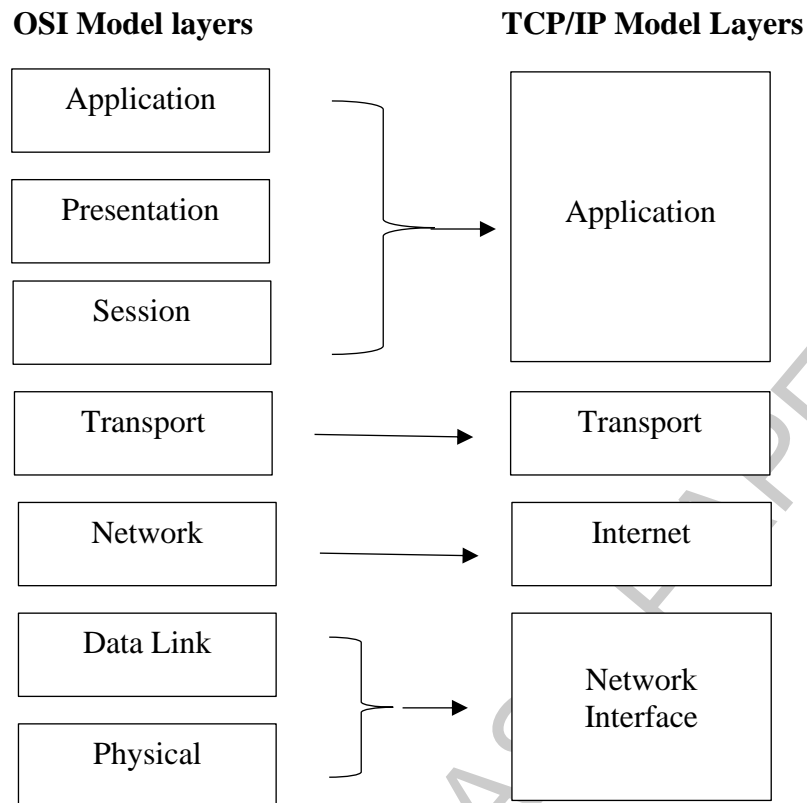 OSI Model layers
TCP/IP Model Layers
Application
Presentation
Session
Application
Transport
Transport
Network
Internet
Data Link
Physical
Network
Interface